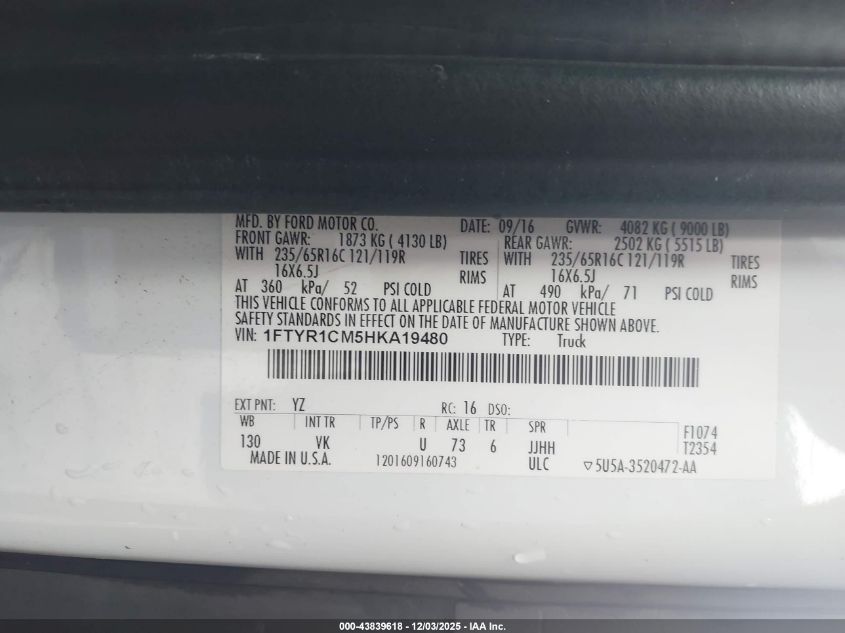 MFD. BY FORD MOTOR CO. DATE: 09/16 GVWR: 4082 KG ( 9000 LB)
FRONT GAWR: 1873 KG ( 4130 LB) REAR GAWR: 2502 KG ( 5515 LB)
WITH 235/65R16C 121/119R TIRES WITH 235/65R16C 121/119R TIRES
16X6.5J RIMS 16X6.5J RIMS
AT 360 kPa/ 52 PSI COLD AT 490 kPa/ 71 PSI COLD
THIS VEHICLE CONFORMS TO ALL APPLICABLE FEDERAL MOTOR VEHICLE
SAFETY STANDARDS IN EFFECT ON THE DATE OF MANUFACTURE SHOWN ABOVE.
VIN: 1FTYR1CM5HKA19480 TYPE: Truck
EXT PNT: YZ RC: 16 DSO:
WB INT TR TP/PS R AXLE TR SPR F1074
130 VK U 73 6 JJHH T2354
MADE IN U.S.A. 1201609160743 ULC ▽5U5A-3520472-AA
000-43839618 - 12/03/2025 - IAA Inc.